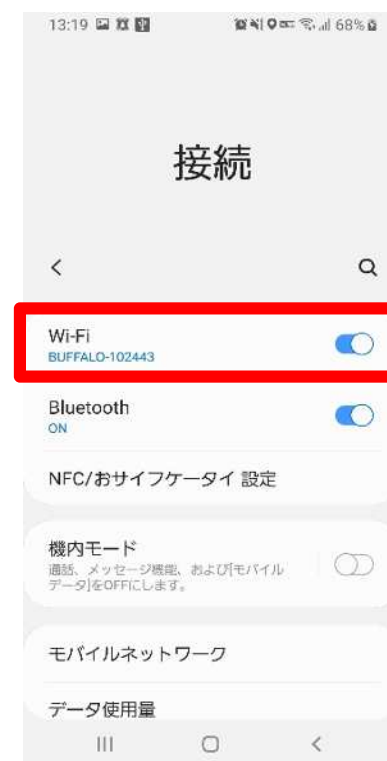 13:19 68%
接続
Wi-Fi
BUFFALO-102443
Bluetooth
ON
NFC/おサイフケータイ 設定
機内モード
通話、メッセージ機能、および[モバイル
データ]をOFFにします。
モバイルネットワーク
データ使用量